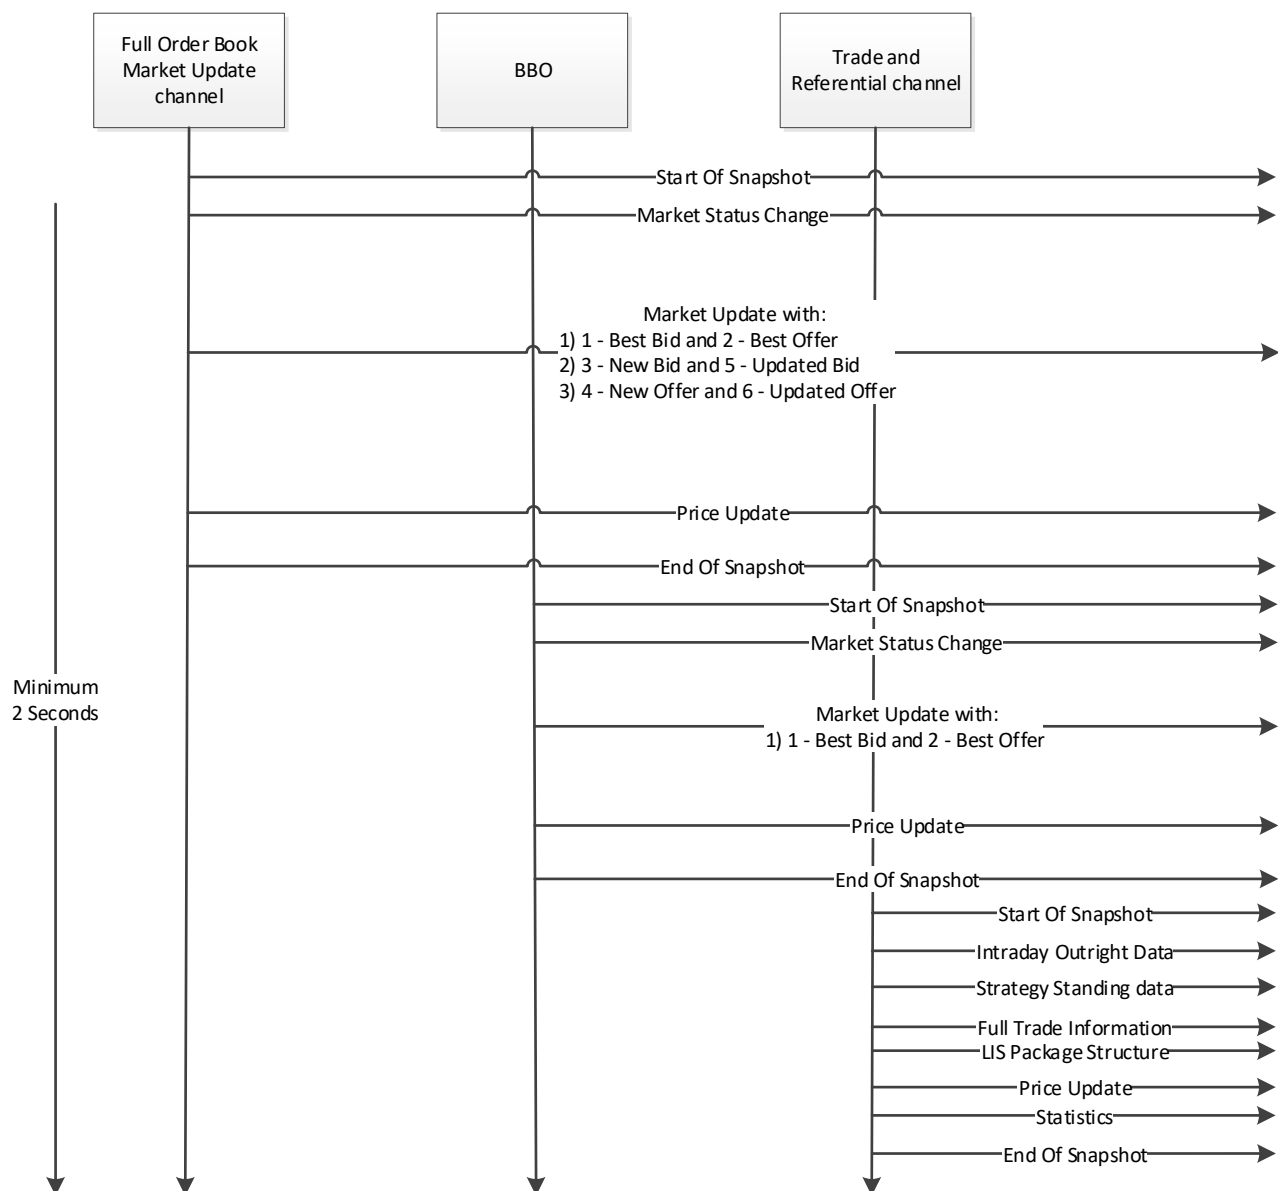 Full Order Book
Market Update
channel
BBO
Trade and
Referential channel
Start Of Snapshot
Market Status Change
Market Update with:
1) 1 - Best Bid and 2 - Best Offer
2) 3 - New Bid and 5 - Updated Bid
3) 4 - New Offer and 6 - Updated Offer
Price Update
End Of Snapshot
Start Of Snapshot
Market Status Change
Minimum
2 Seconds
Market Update with:
1) 1 - Best Bid and 2 - Best Offer
Price Update
End Of Snapshot
Start Of Snapshot
Intraday Outright Data
Strategy Standing data
Full Trade Information
LIS Package Structure
Price Update
Statistics
End Of Snapshot